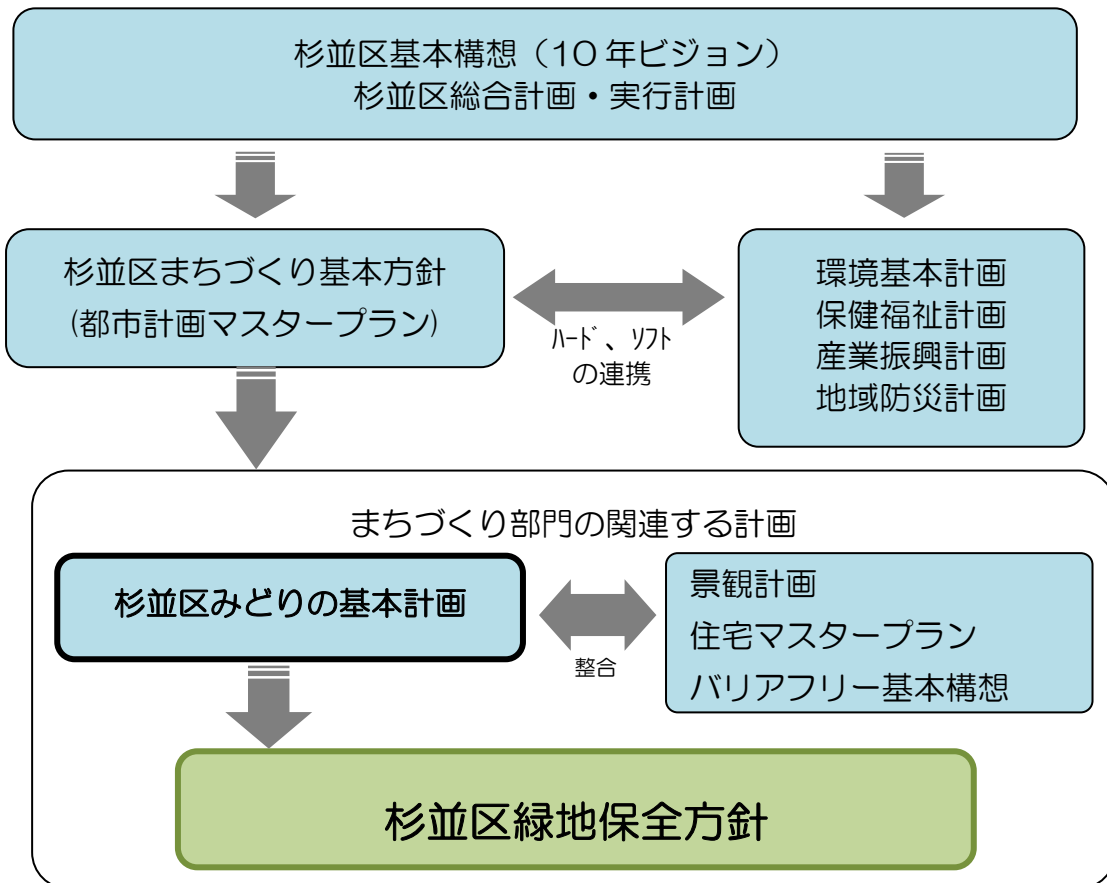 杉並区基本構想（10年ビジョン）
杉並区総合計画・実行計画
杉並区まちづくり基本方針
(都市計画マスタープラン)
ﾊｰﾄﾞ、ｿﾌﾄ
の連携
環境基本計画
保健福祉計画
産業振興計画
地域防災計画
まちづくり部門の関連する計画
杉並区みどりの基本計画
整合
景観計画
住宅マスタープラン
バリアフリー基本構想
杉並区緑地保全方針